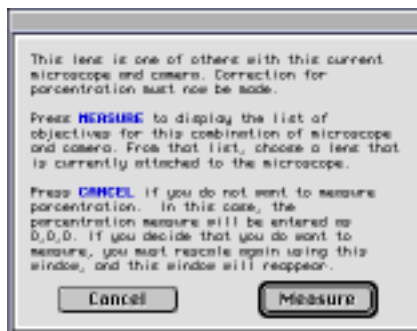 This lens is one of others with this current
microscope and camera. Correction for
parcentration must now be made.
Press MEASURE to display the list of
objectives for this combination of microscope
and camera. From that list, choose a lens that
is currently attached to the microscope.
Press CANCEL if you do not want to measure
parcentration. In this case, the
parcentration measure will be entered as
0,0,0. If you decide that you do want to
measure, you must rescale again using this
window, and this window will reappear.
Cancel Measure